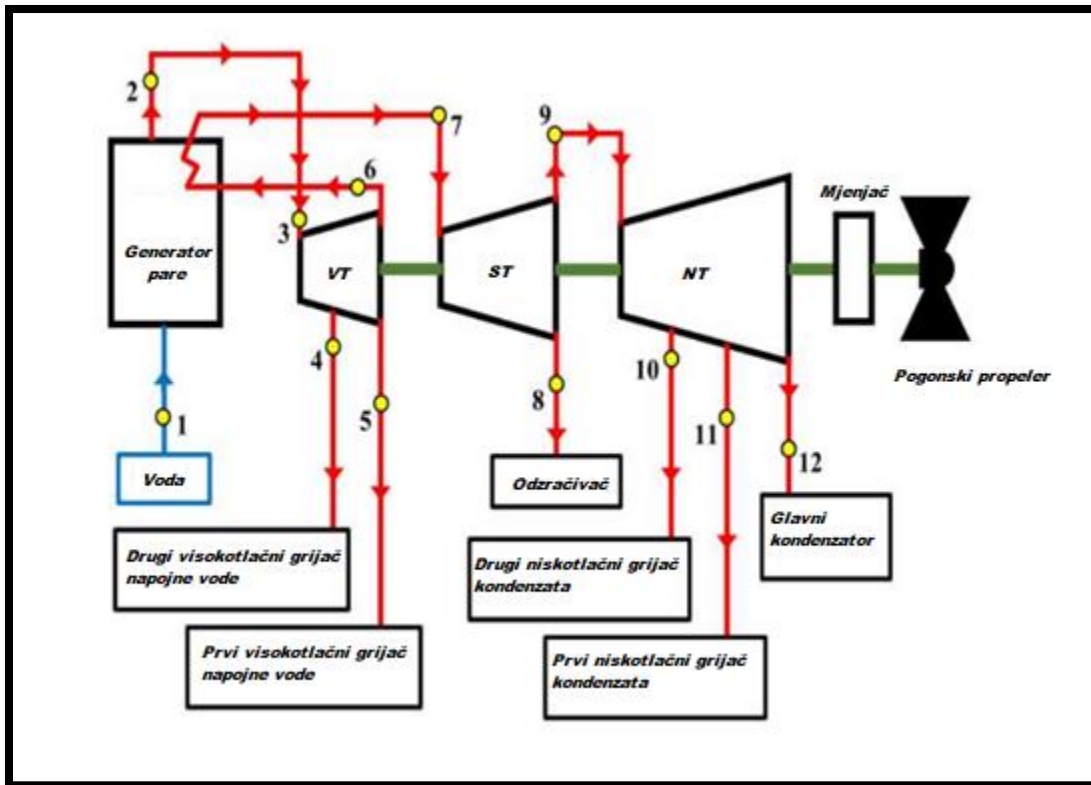 2
9
7
6
Mjenjač
3
Generator
pare
VT
ST
NT
4
10
Pogonski propeler
5
8
1
11
12
Voda
Odzračivač
Glavni
kondenzator
Drugi visokotlačni grijač
napojne vode
Drugi niskotlačni grijač
kondenzata
Prvi visokotlačni grijač
napojne vode
Prvi niskotlačni grijač
kondenzata